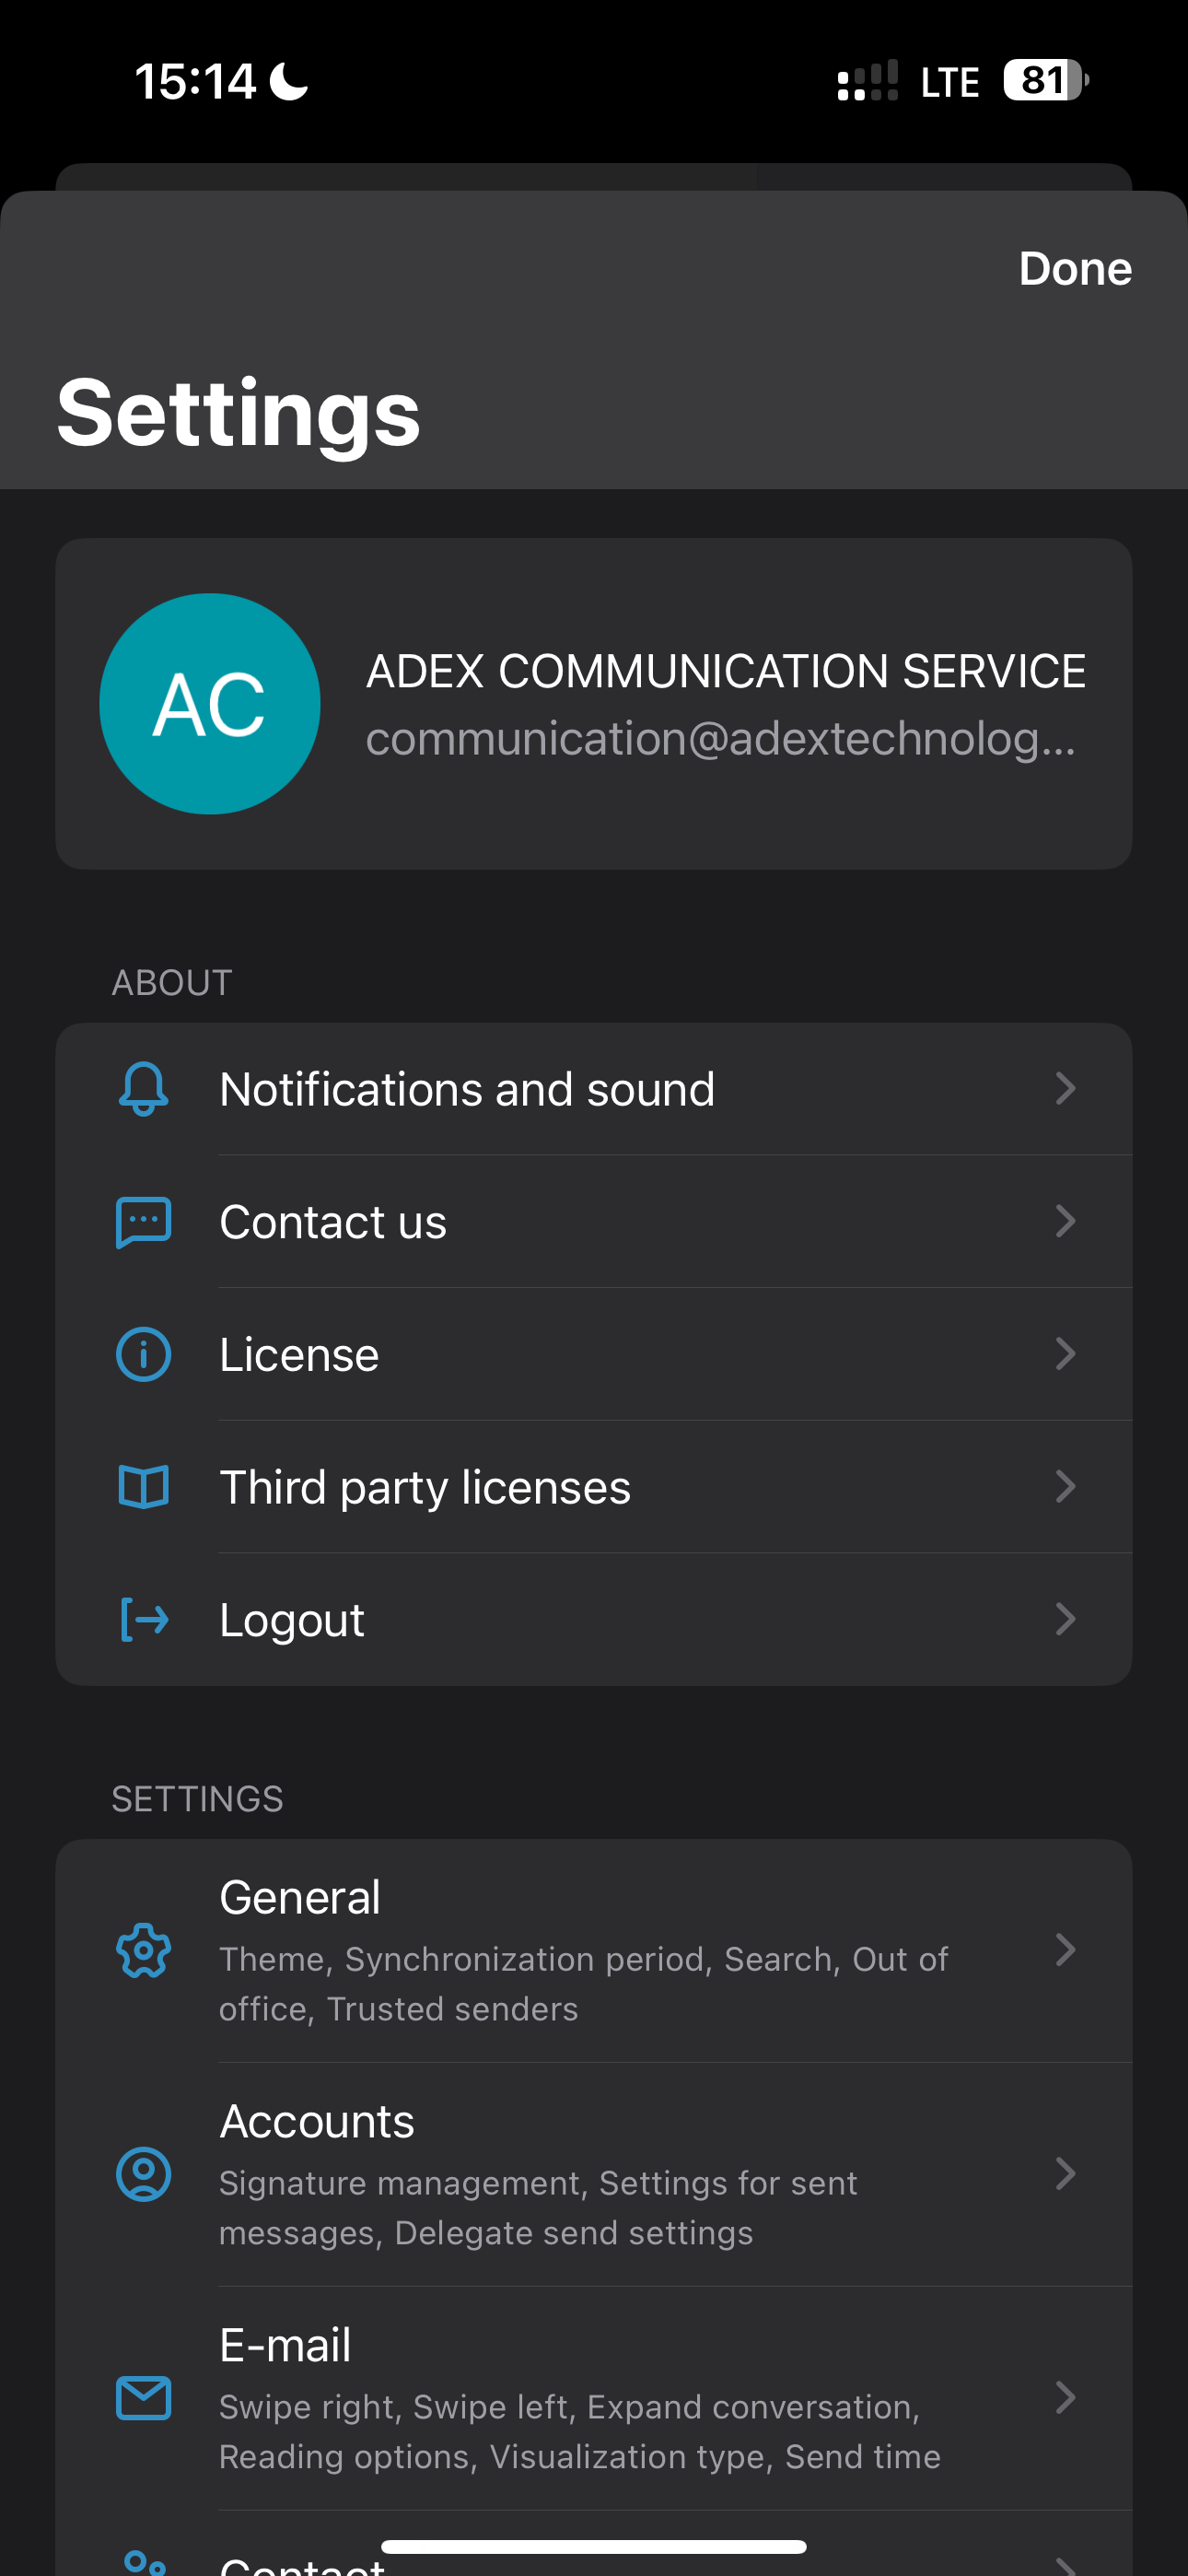 15:14
LTE
81
Done
Settings
AC
ADEX COMMUNICATION SERVICE
communication@adextechnolog...
ABOUT
Notifications and sound
Contact us
License
Third party licenses
Logout
SETTINGS
General
Theme, Synchronization period, Search, Out of
office, Trusted senders
Accounts
Signature management, Settings for sent
messages, Delegate send settings
E-mail
Swipe right, Swipe left, Expand conversation,
Reading options, Visualization type, Send time
Contact